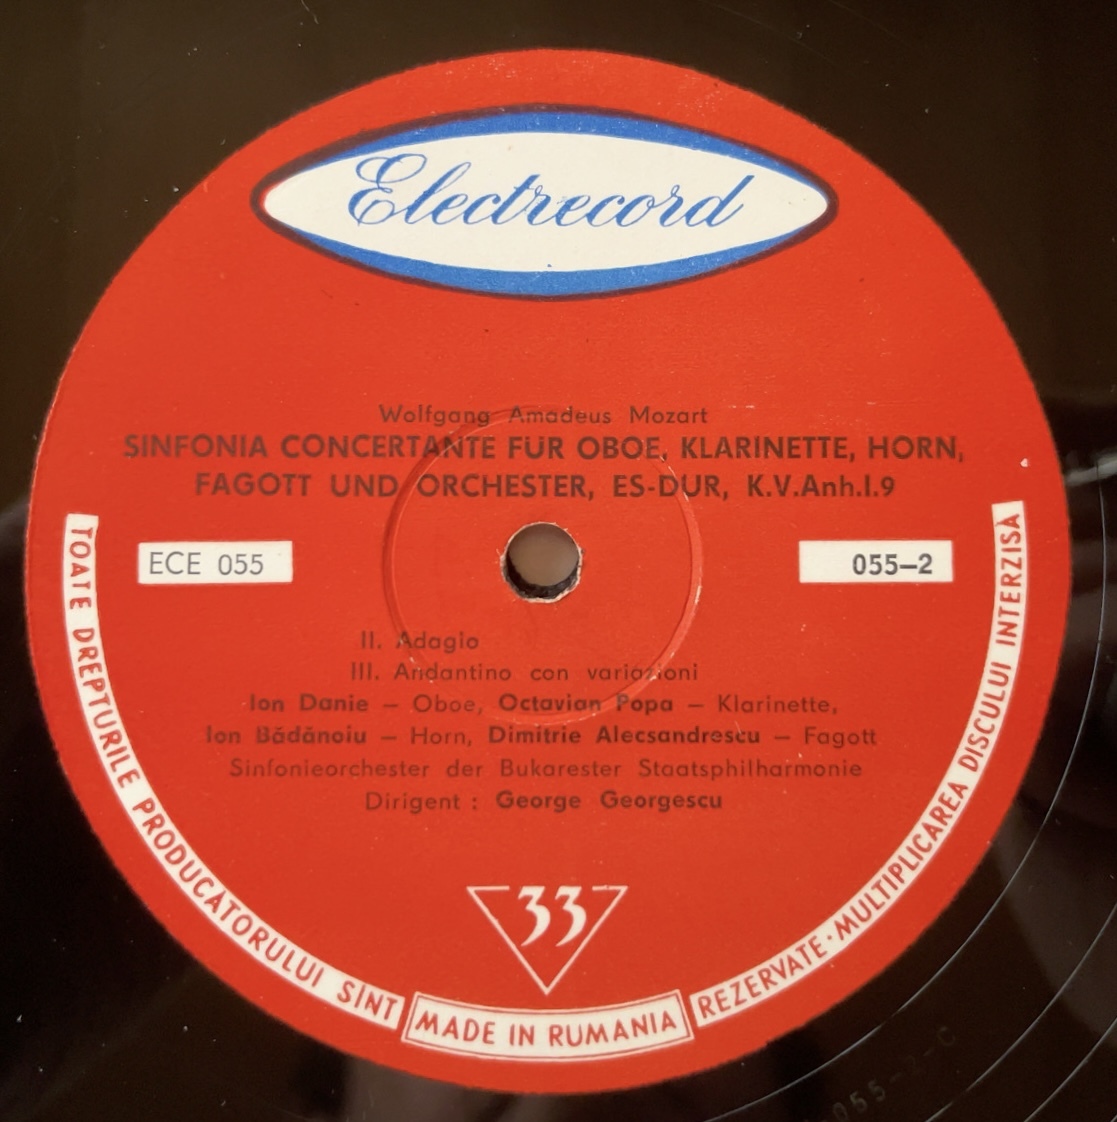 Electrecord
Wolfgang Amadeus Mozart
SINFONIA CONCERTANTE FÜR OBOE, KLARINETTE, HORN,
FAGOTT UND ORCHESTER, ES-DUR, K.V.Anh.I.9
ECE 055
055—2
II. Adagio
III. Andantino con variazioni
Ion Danie — Oboe, Octavian Popa — Klarinette,
Ion Bădănoiu — Horn, Dimitrie Alecsandrescu — Fagott
Sinfonieorchester der Bukarester Staatsphilharmonie
Dirigent : George Georgescu
33
TOATE DREPTURILE PRODUCATORULUI SINT
MADE IN RUMANIA
REZERVATE·MULTIPLICAREA DISCULUI INTERZISĂ
055-2-C